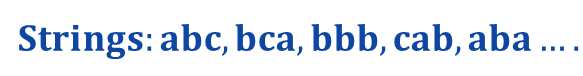 Strings: abc, bca, bbb, cab, aba ... .